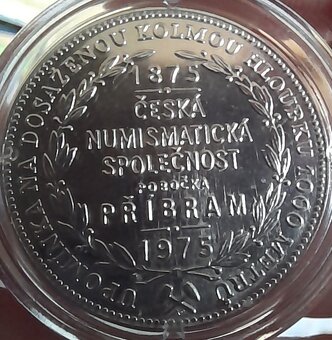 UPOMÍNKA NA DOSAŽENOU KOLMOU HLOUBKU 1000 METRŮ
1875
ČESKÁ
NUMISMATICKÁ
SPOLEČNOST
POBOČKA
PŘÍBRAM
1975